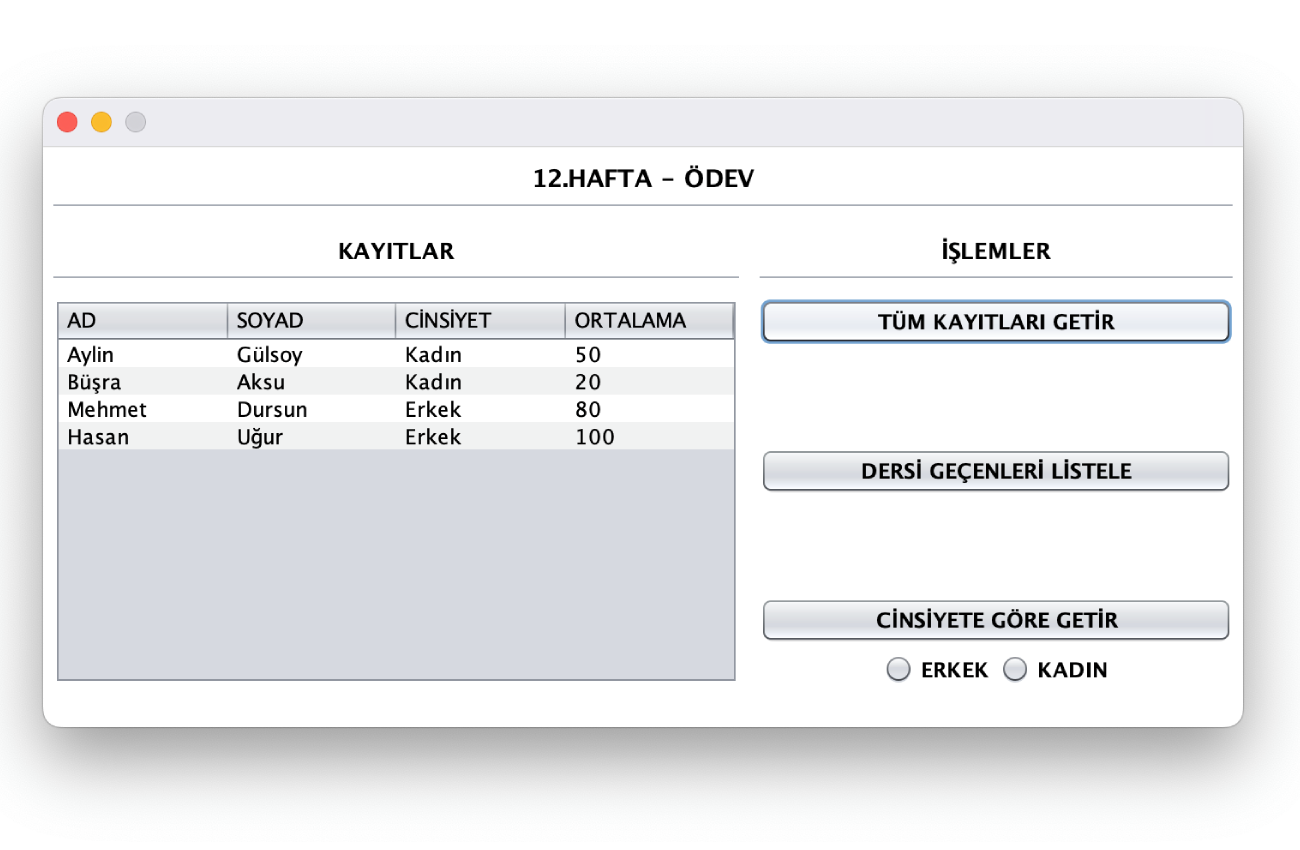 12.HAFTA – ÖDEV
KAYITLAR
AD SOYAD CİNSİYET ORTALAMA
Aylin Gülsoy Kadın 50
Büşra Aksu Kadın 20
Mehmet Dursun Erkek 80
Hasan Uğur Erkek 100
İŞLEMLER
TÜM KAYITLARI GETİR
DERSİ GEÇENLERİ LİSTELE
CİNSİYETE GÖRE GETİR
ERKEK KADIN